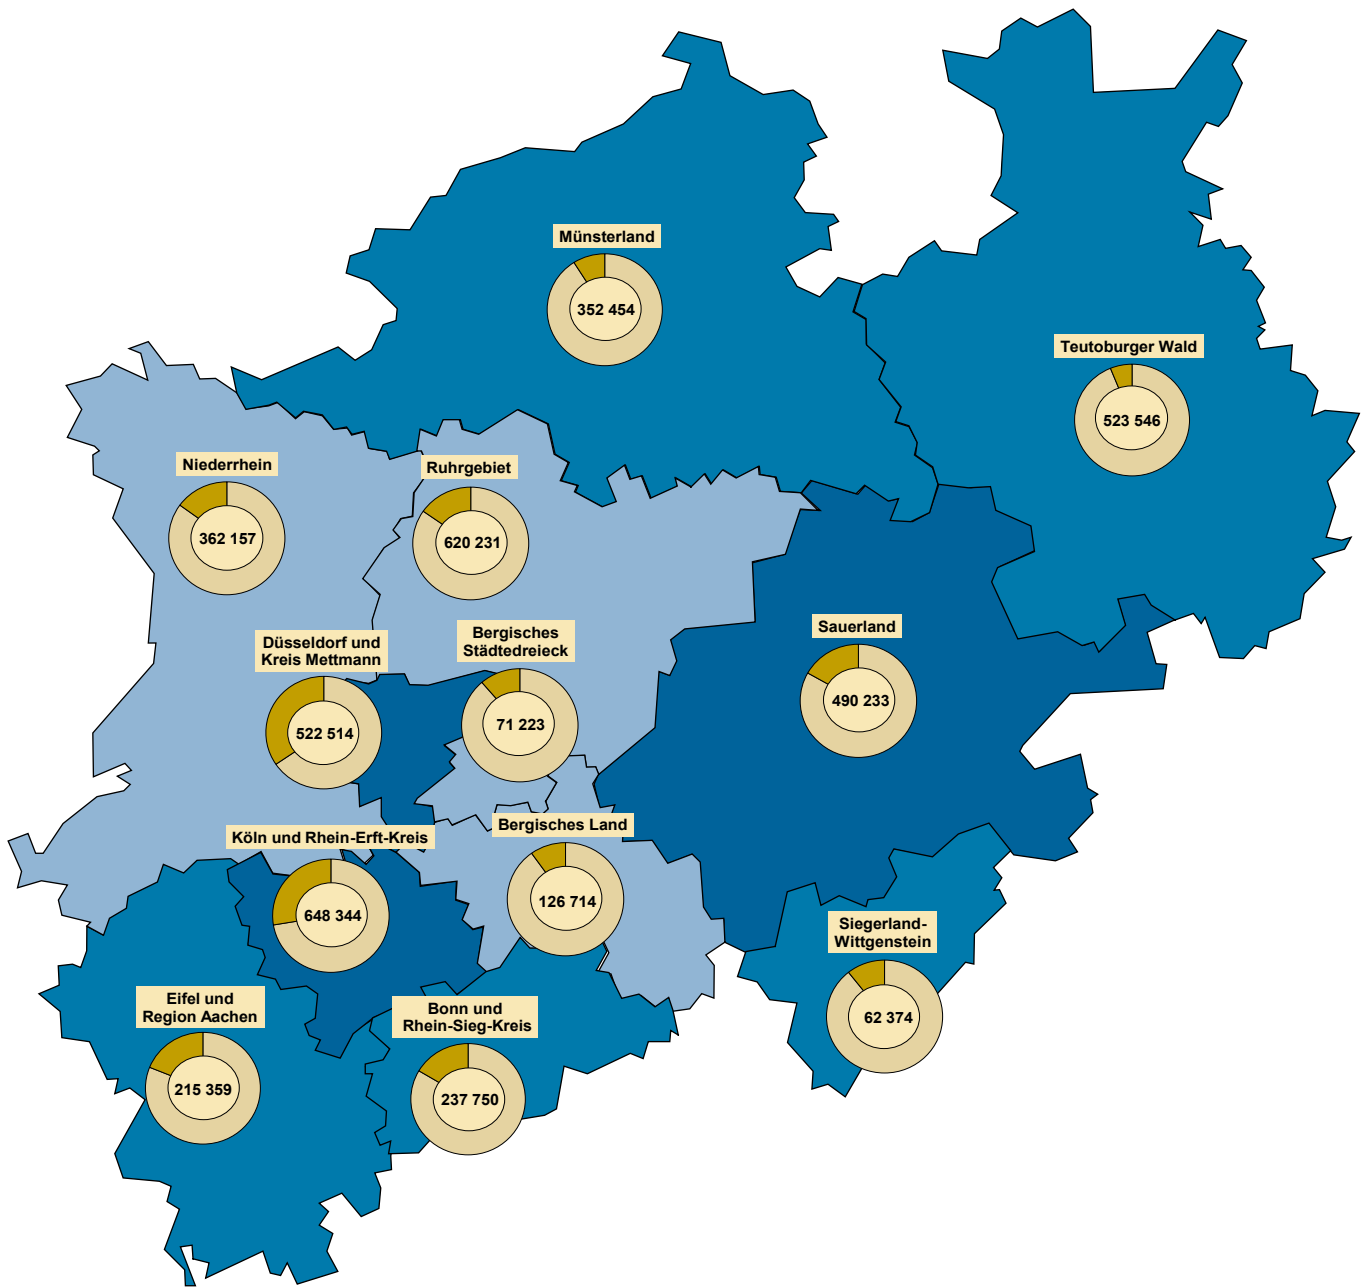 Münsterland
352 454
Teutoburger Wald
523 546
Niederrhein
362 157
Ruhrgebiet
620 231
Düsseldorf und
Kreis Mettmann
522 514
Bergisches
Städtedreieck
71 223
Sauerland
490 233
Köln und Rhein-Erft-Kreis
648 344
Bergisches Land
126 714
Siegerland-
Wittgenstein
62 374
Eifel und
Region Aachen
215 359
Bonn und
Rhein-Sieg-Kreis
237 750